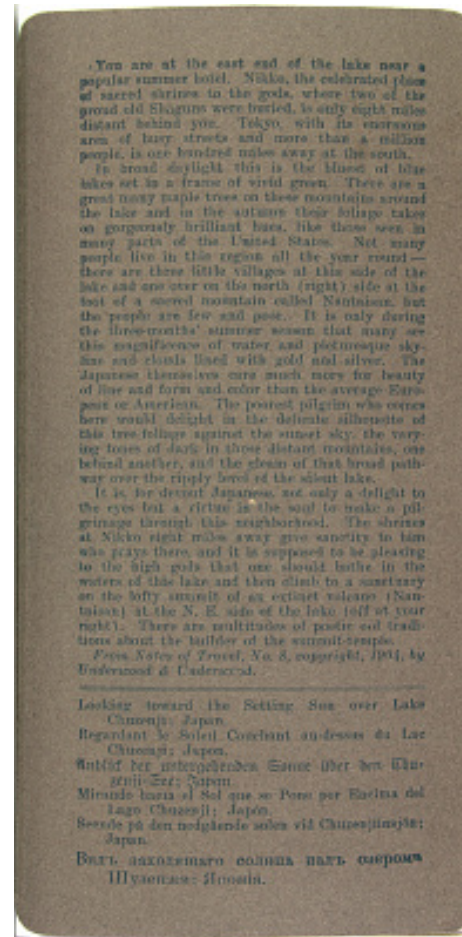 You are at the east end of the lake near a
popular summer hotel. Nikko, the celebrated place
of sacred shrines to the gods, where two of the
proud old Shoguns were buried, is only eight miles
distant behind you. Tokyo, with its enormous
area of busy streets and more than a million
people, is one hundred miles away at the south.
In broad daylight this is the bluest of blue
lakes set in a frame of vivid green. There are a
great many maple trees on these mountains around
the lake and in the autumn their foliage takes
on gorgeously brilliant hues, like those seen in
many parts of the United States. Not many
people live in this region all the year round—
there are three little villages at this side of the
lake and one over on the north (right) side at the
foot of a sacred mountain called Nantaison, but
the people are few and poor. It is only during
the three-months' summer season that many see
this magnificence of water and picturesque sky-
line and clouds lined with gold and silver. The
Japanese themselves care much more for beauty
of line and form and color than the average Euro-
pean or American. The poorest pilgrim who comes
here would delight in the delicate silhouette of
this tree-foliage against the sunset sky, the vary-
ing tones of dark in those distant mountains, one
behind another, and the gleam of that broad path-
way over the ripply level of the silent lake.
It is, for devout Japanese, not only a delight to
the eyes but a virtue in the soul to make a pil-
grimage through this neighborhood. The shrines
at Nikko eight miles away give sanctity to him
who prays there, and it is supposed to be pleasing
to the high gods that one should bathe in the
waters of this lake and then climb to a sanctuary
on the lofty summit of an extinct volcano (Nan-
taison) at the N. E. side of the lake (off at your
right). There are multitudes of poetic old tradi-
tions about the builder of the summit-temple.
From Notes of Travel, No. 8, copyright, 1904, by
Underwood & Underwood.
Looking toward the Setting Sun over Lake
Chuzenji; Japan.
Regardant le Soleil Couchant au-dessus du Lac
Chuzenji; Japon.
Anblick der untergehenden Sonne über den Chu-
zenji-See; Japan.
Mirando hacia el Sol que se Pone por Encima del
Lago Chuzenji; Japón.
Seende på den nedgående solen vid Chuzenjiinsjön;
Japan.
Видъ заходящаго солнца надъ озеромъ
Шузенжи; Японія.